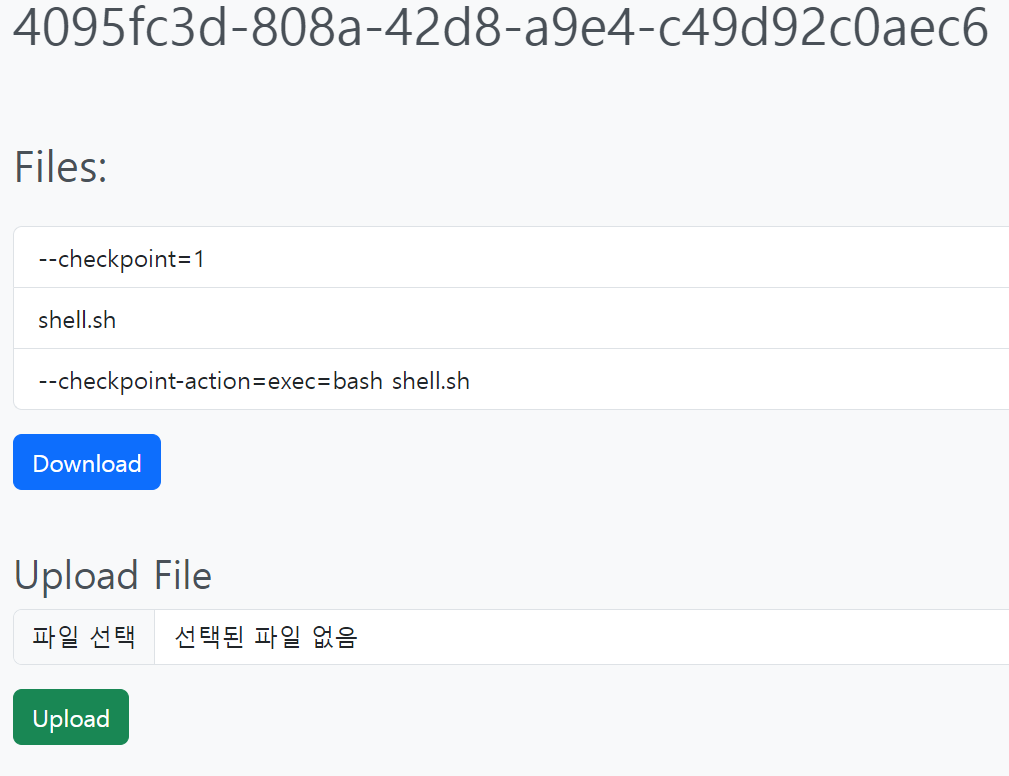 4095fc3d-808a-42d8-a9e4-c49d92c0aec6
Files:
--checkpoint=1
shell.sh
--checkpoint-action=exec=bash shell.sh
Download
Upload File
파일 선택 선택된 파일 없음
Upload